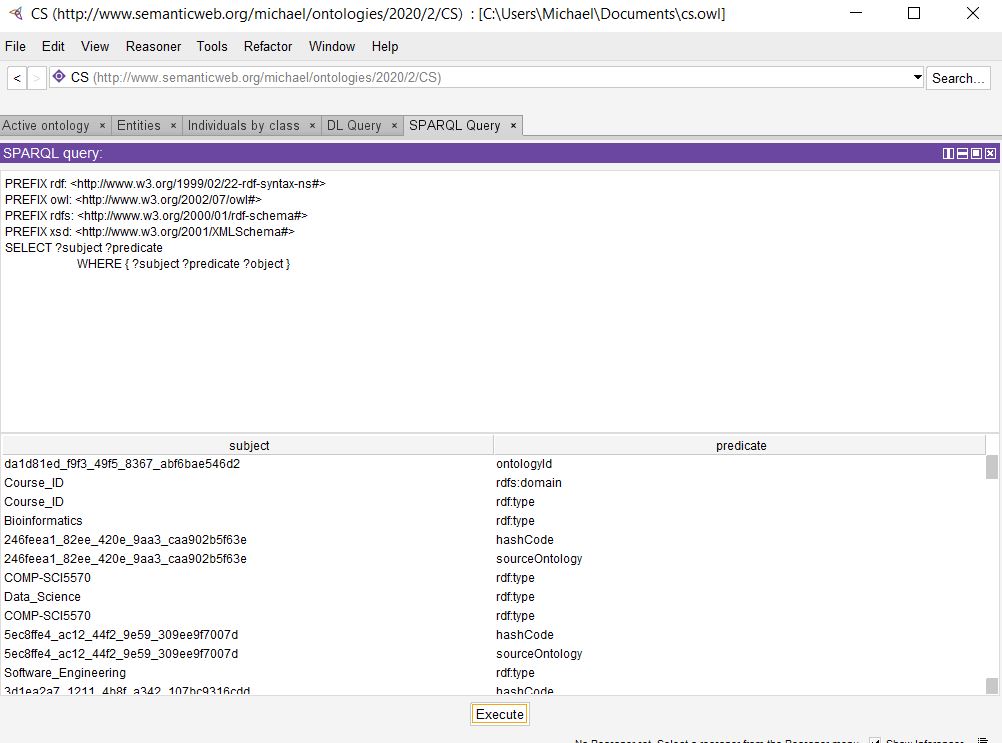 CS (http://www.semanticweb.org/michael/ontologies/2020/2/CS) : [C:\Users\Michael\Documents\cs.owl]
File Edit View Reasoner Tools Refactor Window Help
< > CS (http://www.semanticweb.org/michael/ontologies/2020/2/CS) Search...
Active ontology × Entities × Individuals by class × DL Query × SPARQL Query ×
SPARQL query:
PREFIX rdf: <http://www.w3.org/1999/02/22-rdf-syntax-ns#>
PREFIX owl: <http://www.w3.org/2002/07/owl#>
PREFIX rdfs: <http://www.w3.org/2000/01/rdf-schema#>
PREFIX xsd: <http://www.w3.org/2001/XMLSchema#>
SELECT ?subject ?predicate
WHERE { ?subject ?predicate ?object }
subject predicate
da1d81ed_f9f3_49f5_8367_abf6bae546d2 ontologyId
Course_ID rdfs:domain
Course_ID rdf:type
Bioinformatics rdf:type
246feea1_82ee_420e_9aa3_caa902b5f63e hashCode
246feea1_82ee_420e_9aa3_caa902b5f63e sourceOntology
COMP-SCI5570 rdf:type
Data_Science rdf:type
COMP-SCI5570 rdf:type
5ec8ffe4_ac12_44f2_9e59_309ee9f7007d hashCode
5ec8ffe4_ac12_44f2_9e59_309ee9f7007d sourceOntology
Software_Engineering rdf:type
3d1ea2a7_1211_4b8f_a342_107bc9316cdd hashCode
Execute
No Reasoner set. Select a reasoner from the Reasoner menu Show Inferences